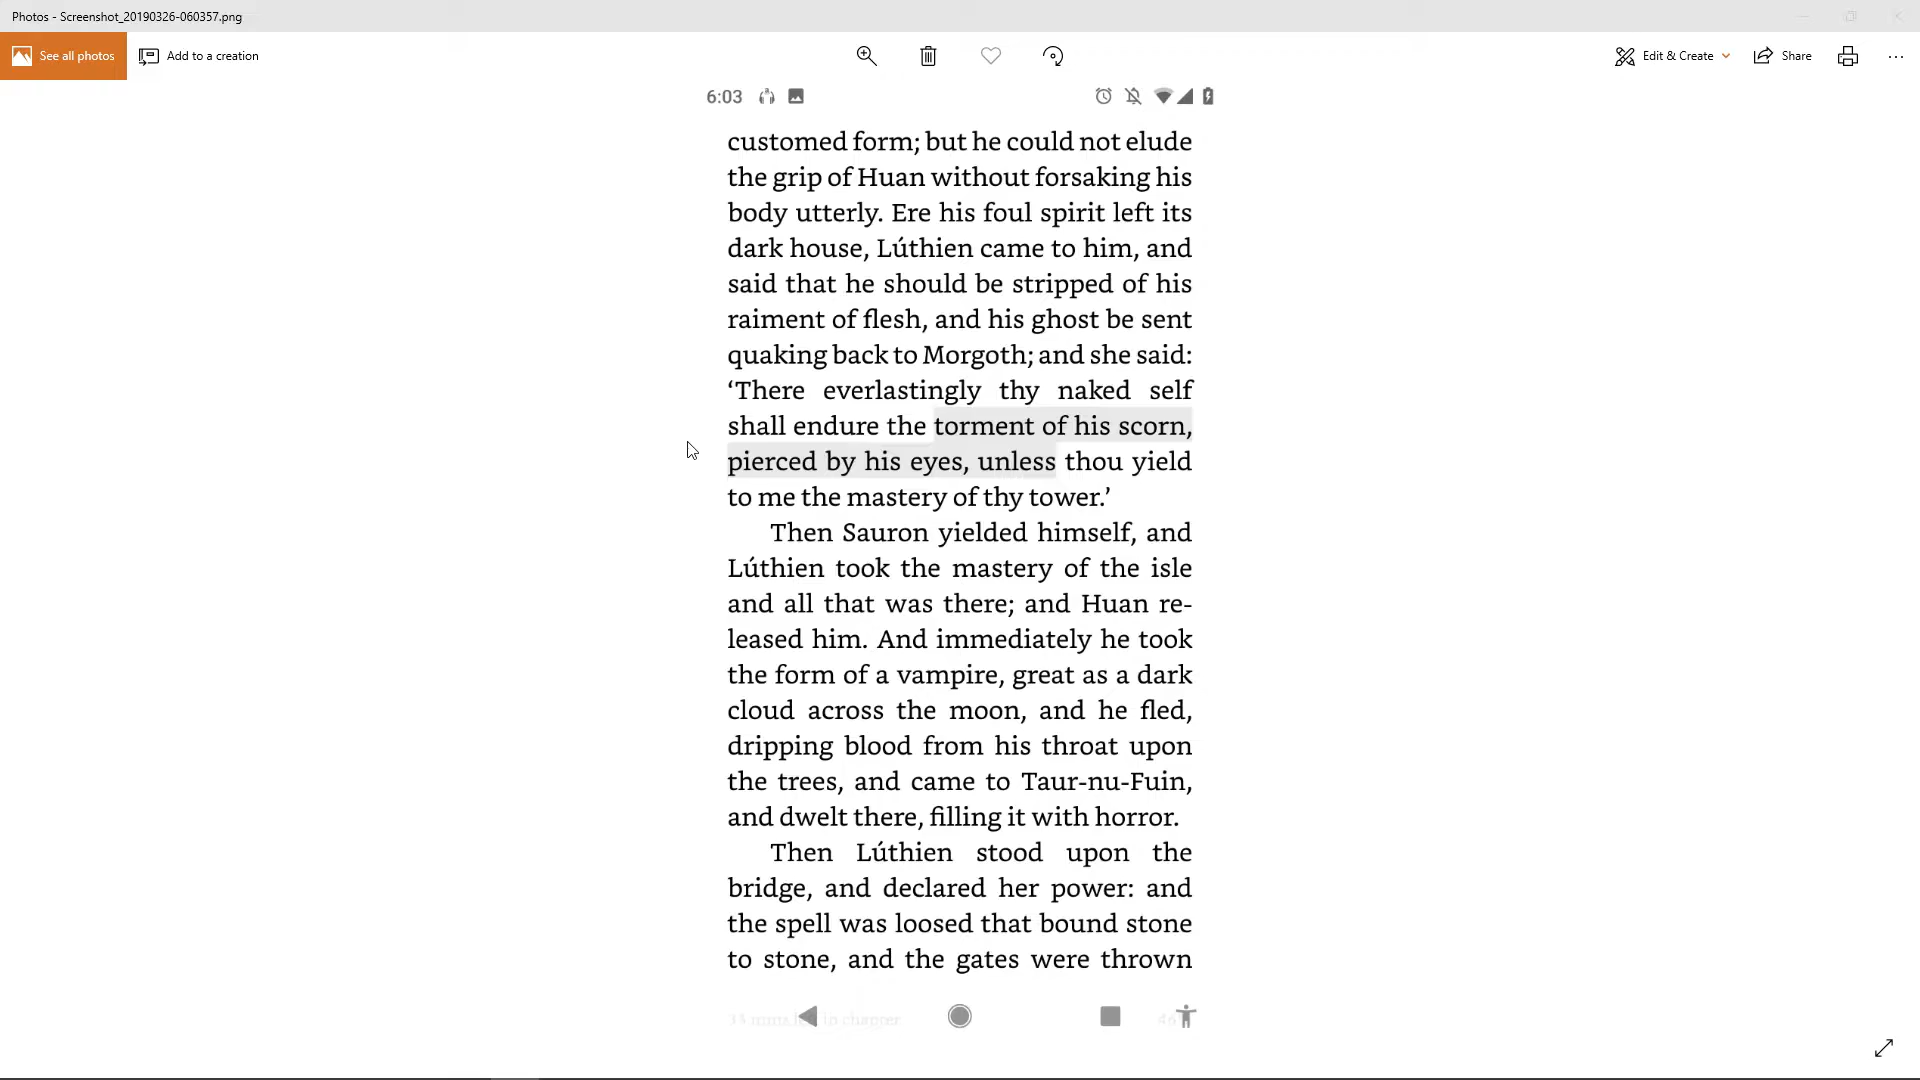 Photos - Screenshot_20190326-060357.png
See all photos
Add to a creation
Edit & Create
Share
6:03
customed form; but he could not elude
the grip of Huan without forsaking his
body utterly. Ere his foul spirit left its
dark house, Lúthien came to him, and
said that he should be stripped of his
raiment of flesh, and his ghost be sent
quaking back to Morgoth; and she said:
‘There everlastingly thy naked self
shall endure the torment of his scorn,
pierced by his eyes, unless thou yield
to me the mastery of thy tower.’
Then Sauron yielded himself, and
Lúthien took the mastery of the isle
and all that was there; and Huan re-
leased him. And immediately he took
the form of a vampire, great as a dark
cloud across the moon, and he fled,
dripping blood from his throat upon
the trees, and came to Taur-nu-Fuin,
and dwelt there, filling it with horror.
Then Lúthien stood upon the
bridge, and declared her power: and
the spell was loosed that bound stone
to stone, and the gates were thrown
in chapter